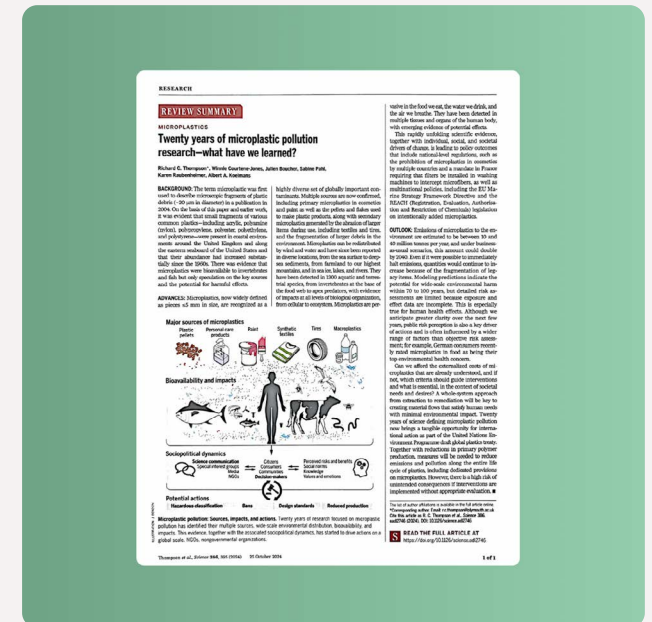 RESEARCH
REVIEW SUMMARY
MICROPLASTICS
Twenty years of microplastic pollution
research—what have we learned?
Richard C. Thompson*, Winnie Courtene-Jones, Julien Boucher, Sabine Pahl,
Karen Raubenheimer, Albert A. Koelmans
BACKGROUND: The term microplastic was first
used to describe microscopic fragments of plastic
debris (~20 μm in diameter) in a publication in
2004. On the basis of this paper and earlier work,
it was evident that small fragments of various
common plastics—including acrylic, polyamine
(nylon), polypropylene, polyester, polyethylene,
and polystyrene—were present in coastal environ-
ments around the United Kingdom and along
the eastern seaboard of the United States and
that their abundance had increased substan-
tially since the 1960s. There was evidence that
microplastics were bioavailable to invertebrates
and fish but only speculation on the key sources
and the potential for harmful effects.
ADVANCES: Microplastics, now widely defined
as pieces ≤5 mm in size, are recognized as a
highly diverse set of globally important con-
taminants. Multiple sources are now confirmed,
including primary microplastics in cosmetics
and paint as well as the pellets and flakes used
to make plastic products, along with secondary
microplastics generated by the abrasion of larger
items during use, including textiles and tires,
and the fragmentation of larger debris in the
environment. Microplastics can be redistributed
by wind and water and have since been reported
in diverse locations, from the sea surface to deep-
sea sediments, from farmland to our highest
mountains, and in sea ice, lakes, and rivers. They
have been detected in 1300 aquatic and terres-
trial species, from invertebrates at the base of
the food web to apex predators, with evidence
of impacts at all levels of biological organization,
from cellular to ecosystem. Microplastics are per-
vasive in the food we eat, the water we drink, and
the air we breathe. They have been detected in
multiple tissues and organs of the human body,
with emerging evidence of potential effects.
This rapidly unfolding scientific evidence,
together with individual, social, and societal
drivers of change, is leading to policy outcomes
that include national-level regulations, such as
the prohibition of microplastics in cosmetics
by multiple countries and a mandate in France
requiring that filters be installed in washing
machines to intercept microfibers, as well as
multinational policies, including the EU Ma-
rine Strategy Framework Directive and the
REACH (Registration, Evaluation, Authoriza-
tion and Restriction of Chemicals) legislation
on intentionally added microplastics.
OUTLOOK: Emissions of microplastics to the en-
vironment are estimated to be between 10 and
40 million tonnes per year, and under business-
as-usual scenarios, this amount could double
by 2040. Even if it were possible to immediately
halt emissions, quantities would continue to in-
crease because of the fragmentation of leg-
acy items. Modeling predictions indicate the
potential for wide-scale environmental harm
within 70 to 100 years, but detailed risk as-
sessments are limited because exposure and
effect data are incomplete. This is especially
true for human health effects. Although we
anticipate greater clarity over the next few
years, public risk perception is also a key driver
of actions and is often influenced by a wider
range of factors than objective risk assess-
ment; for example, German consumers recent-
ly rated microplastics in food as being their
top environmental health concern.
Can we afford the externalized costs of mi-
croplastics that are already understood, and if
not, which criteria should guide interventions
and what is essential, in the context of societal
needs and desires? A whole-system approach
from extraction to remediation will be key to
creating material flows that satisfy human needs
with minimal environmental impact. Twenty
years of science defining microplastic pollution
now brings a tangible opportunity for interna-
tional action as part of the United Nations En-
vironment Programme draft global plastics treaty.
Together with reductions in primary polymer
production, measures will be needed to reduce
emissions and pollution along the entire life
cycle of plastics, including dedicated provisions
on microplastics. However, there is a high risk of
unintended consequences if interventions are
implemented without appropriate evaluation. ■
The list of author affiliations is available in the full article online.
*Corresponding author.
Cite this article as R. C. Thompson et al., Science 386,
eadl2746 (2024). DOI: 10.1126/science.adl2746
READ THE FULL ARTICLE AT
https://doi.org/10.1126/science.adl2746
Major sources of microplastics
Plastic pellets
Personal care products
Paint
Synthetic textiles
Tires
Macroplastics
Bioavailability and impacts
Sociopolitical dynamics
Science communication
Special interest groups
Media
NGOs
Citizens
Consumers
Communities
Decision-makers
Perceived risks and benefits
Social norms
Knowledge
Values and emotions
Potential actions
Hazardous classification
Bans
Design standards
Reduced production
Microplastic pollution: Sources, impacts, and actions. Twenty years of research focused on microplastic
pollution has identified their multiple sources, wide-scale environmental distribution, bioavailability, and
impacts. This evidence, together with the associated sociopolitical dynamics, has started to drive actions on a
global scale. NGOs, nongovernmental organizations.
Thompson et al., Science 386, 395 (2024) 25 October 2024
1 of 1